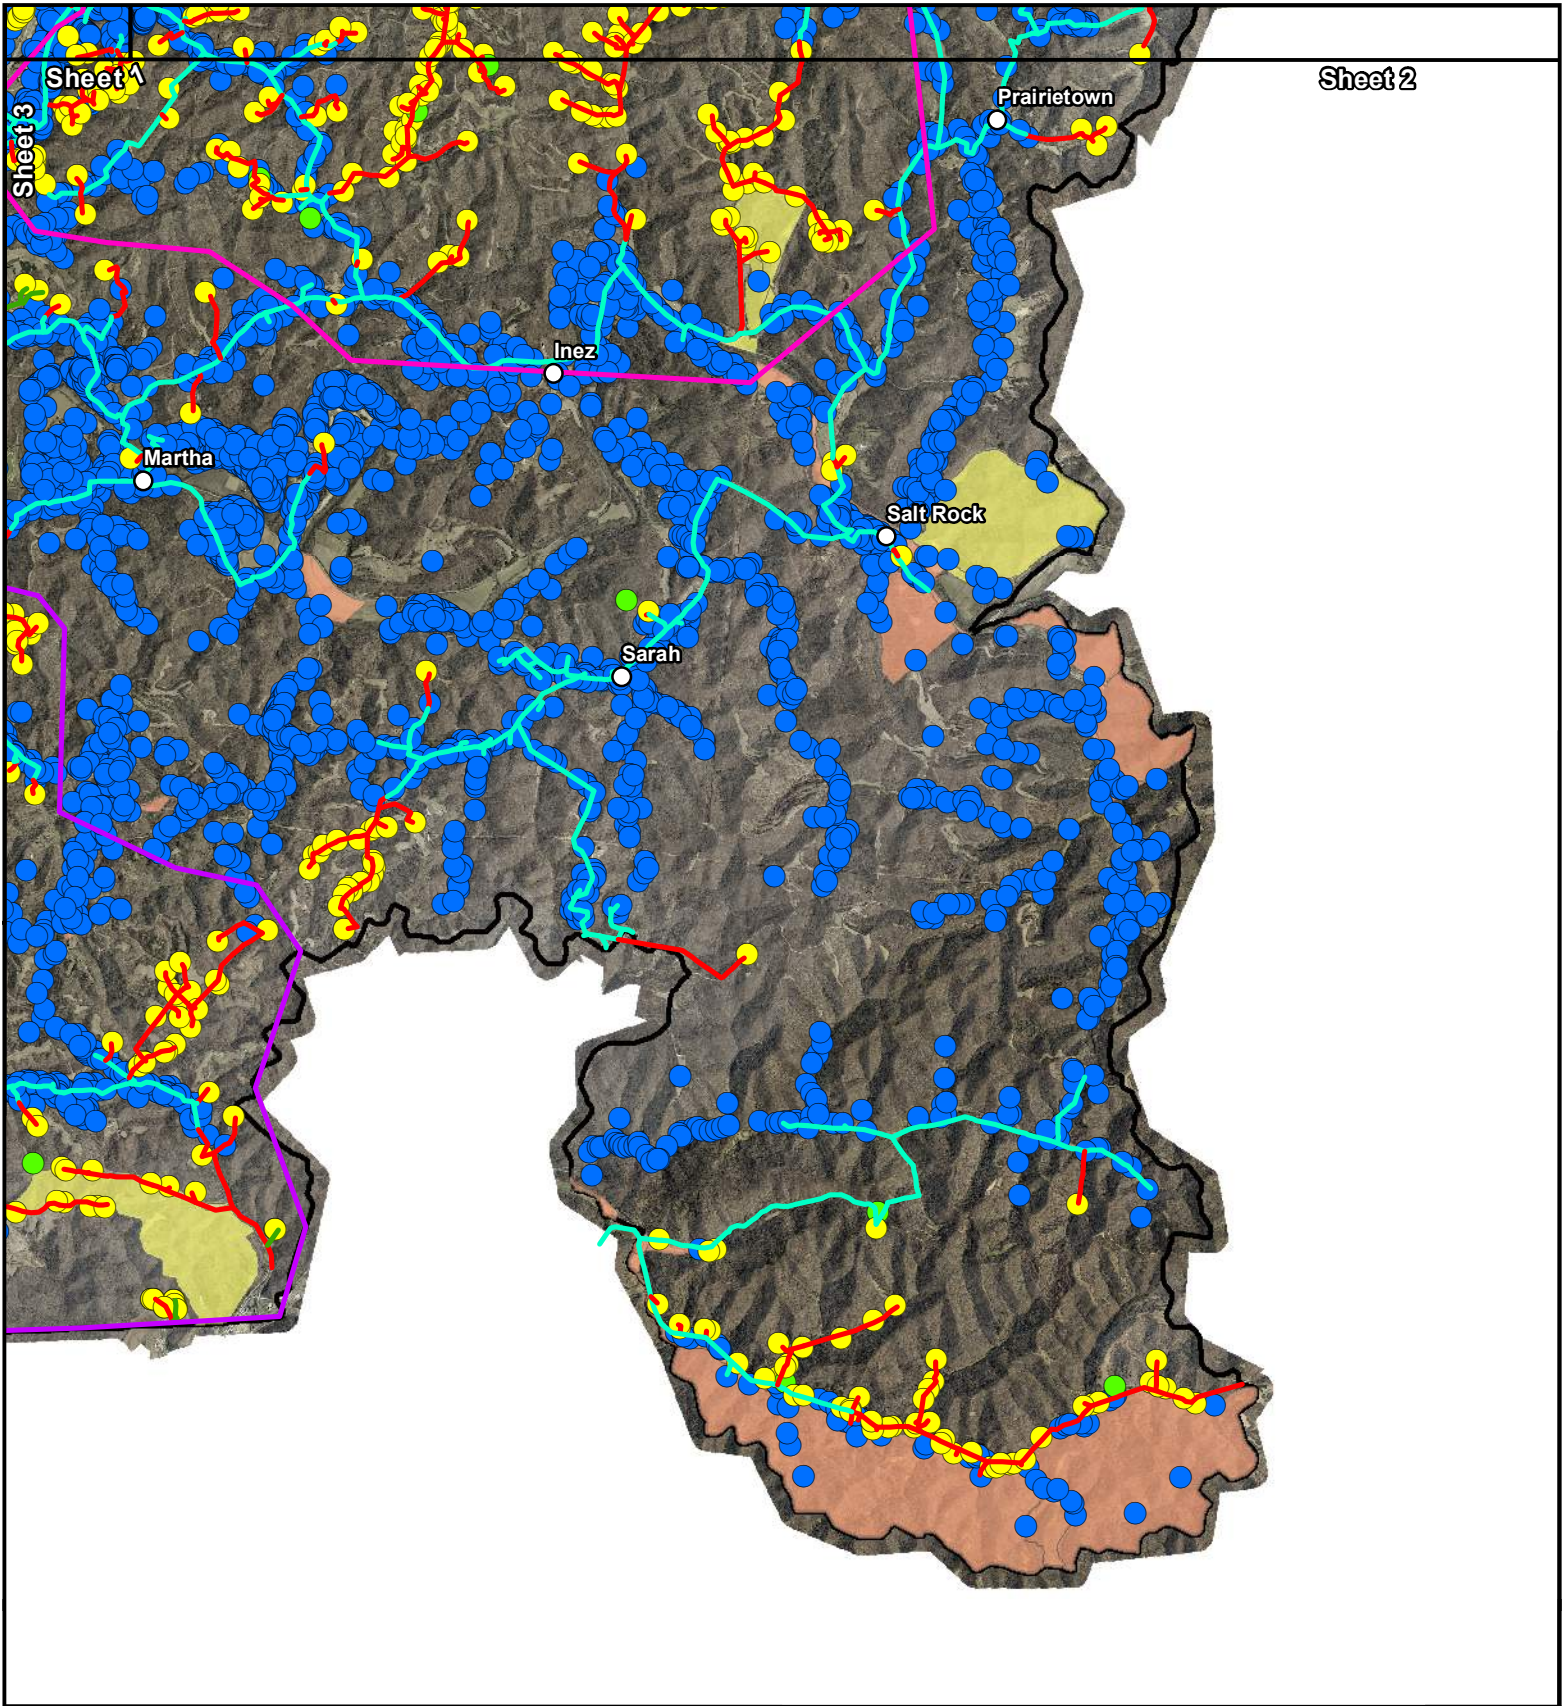 Sheet 1
Sheet 2
Sheet 3
Prairietown
Inez
Martha
Salt Rock
Sarah